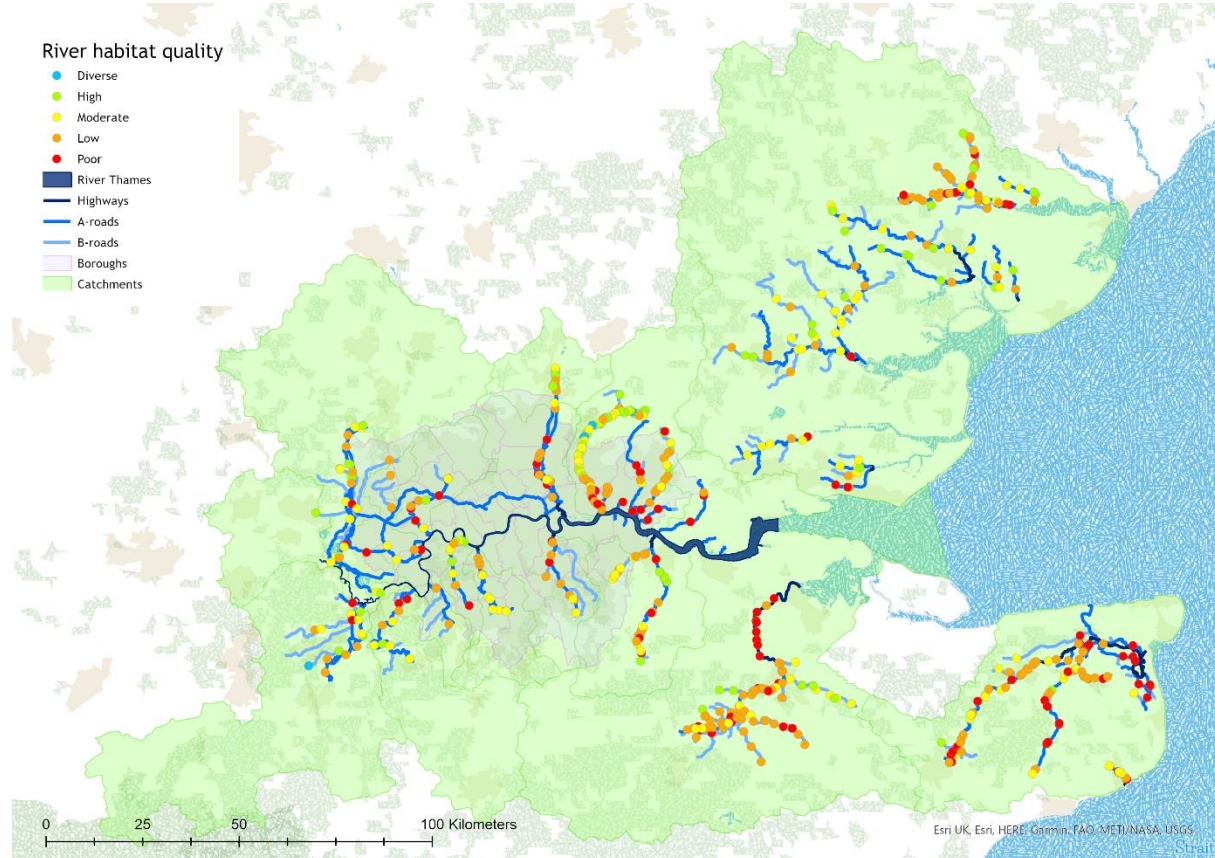 River habitat quality
Diverse
High
Moderate
Low
Poor
River Thames
Highways
A-roads
B-roads
Boroughs
Catchments
0 25 50 100 Kilometers
Esri UK, Esri, HERE, Garmin, FAO, METI/NASA, USGS
Strait